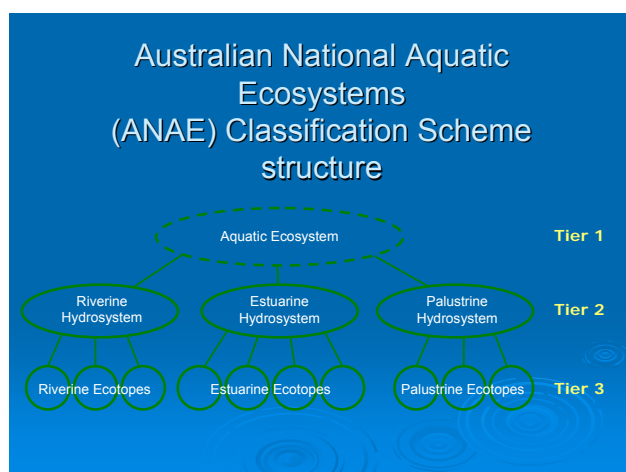 Australian National Aquatic
Ecosystems
(ANAE) Classification Scheme
structure
Aquatic Ecosystem
Tier 1
Riverine
Hydrosystem
Estuarine
Hydrosystem
Palustrine
Hydrosystem
Tier 2
Riverine Ecotopes
Estuarine Ecotopes
Palustrine Ecotopes
Tier 3